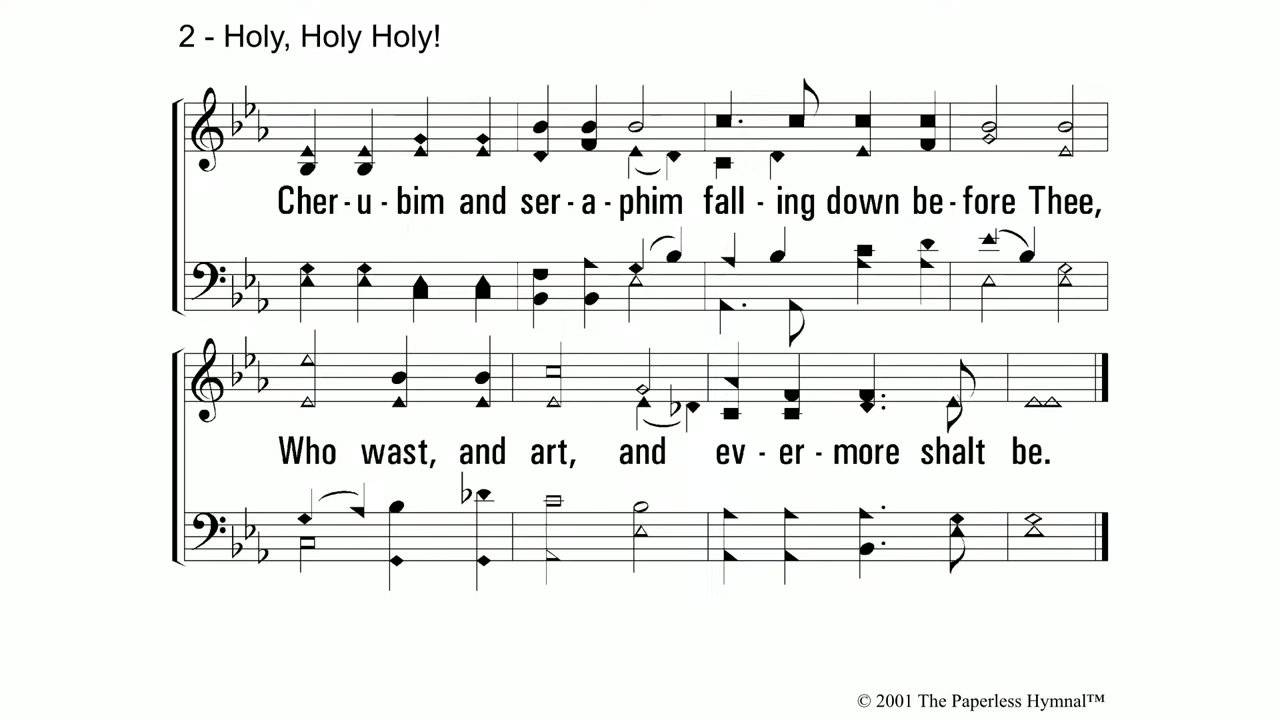 2 - Holy, Holy Holy!
Cher - u - bim and ser - a - phim fall - ing down be - fore Thee,
Who wast, and art, and ev - er - more shalt be.
© 2001 The Paperless Hymnal™